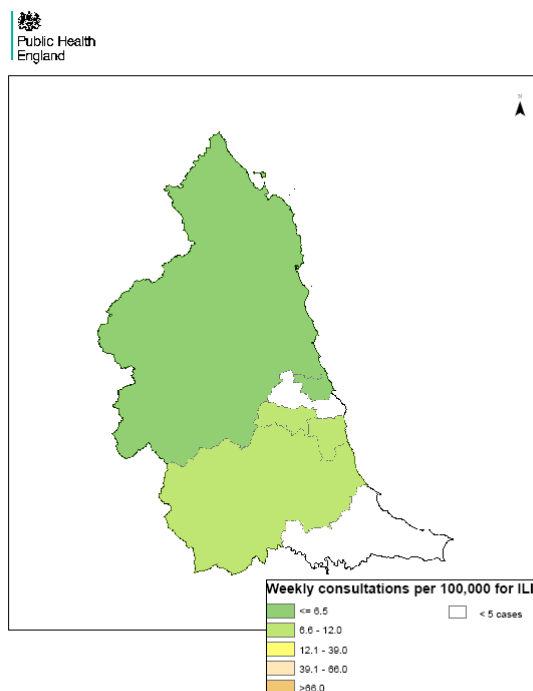 Public Health
England
N
Weekly consultations per 100,000 for ILI
<= 6.5
< 5 cases
6.6 - 12.0
12.1 - 39.0
39.1 - 66.0
>66.0